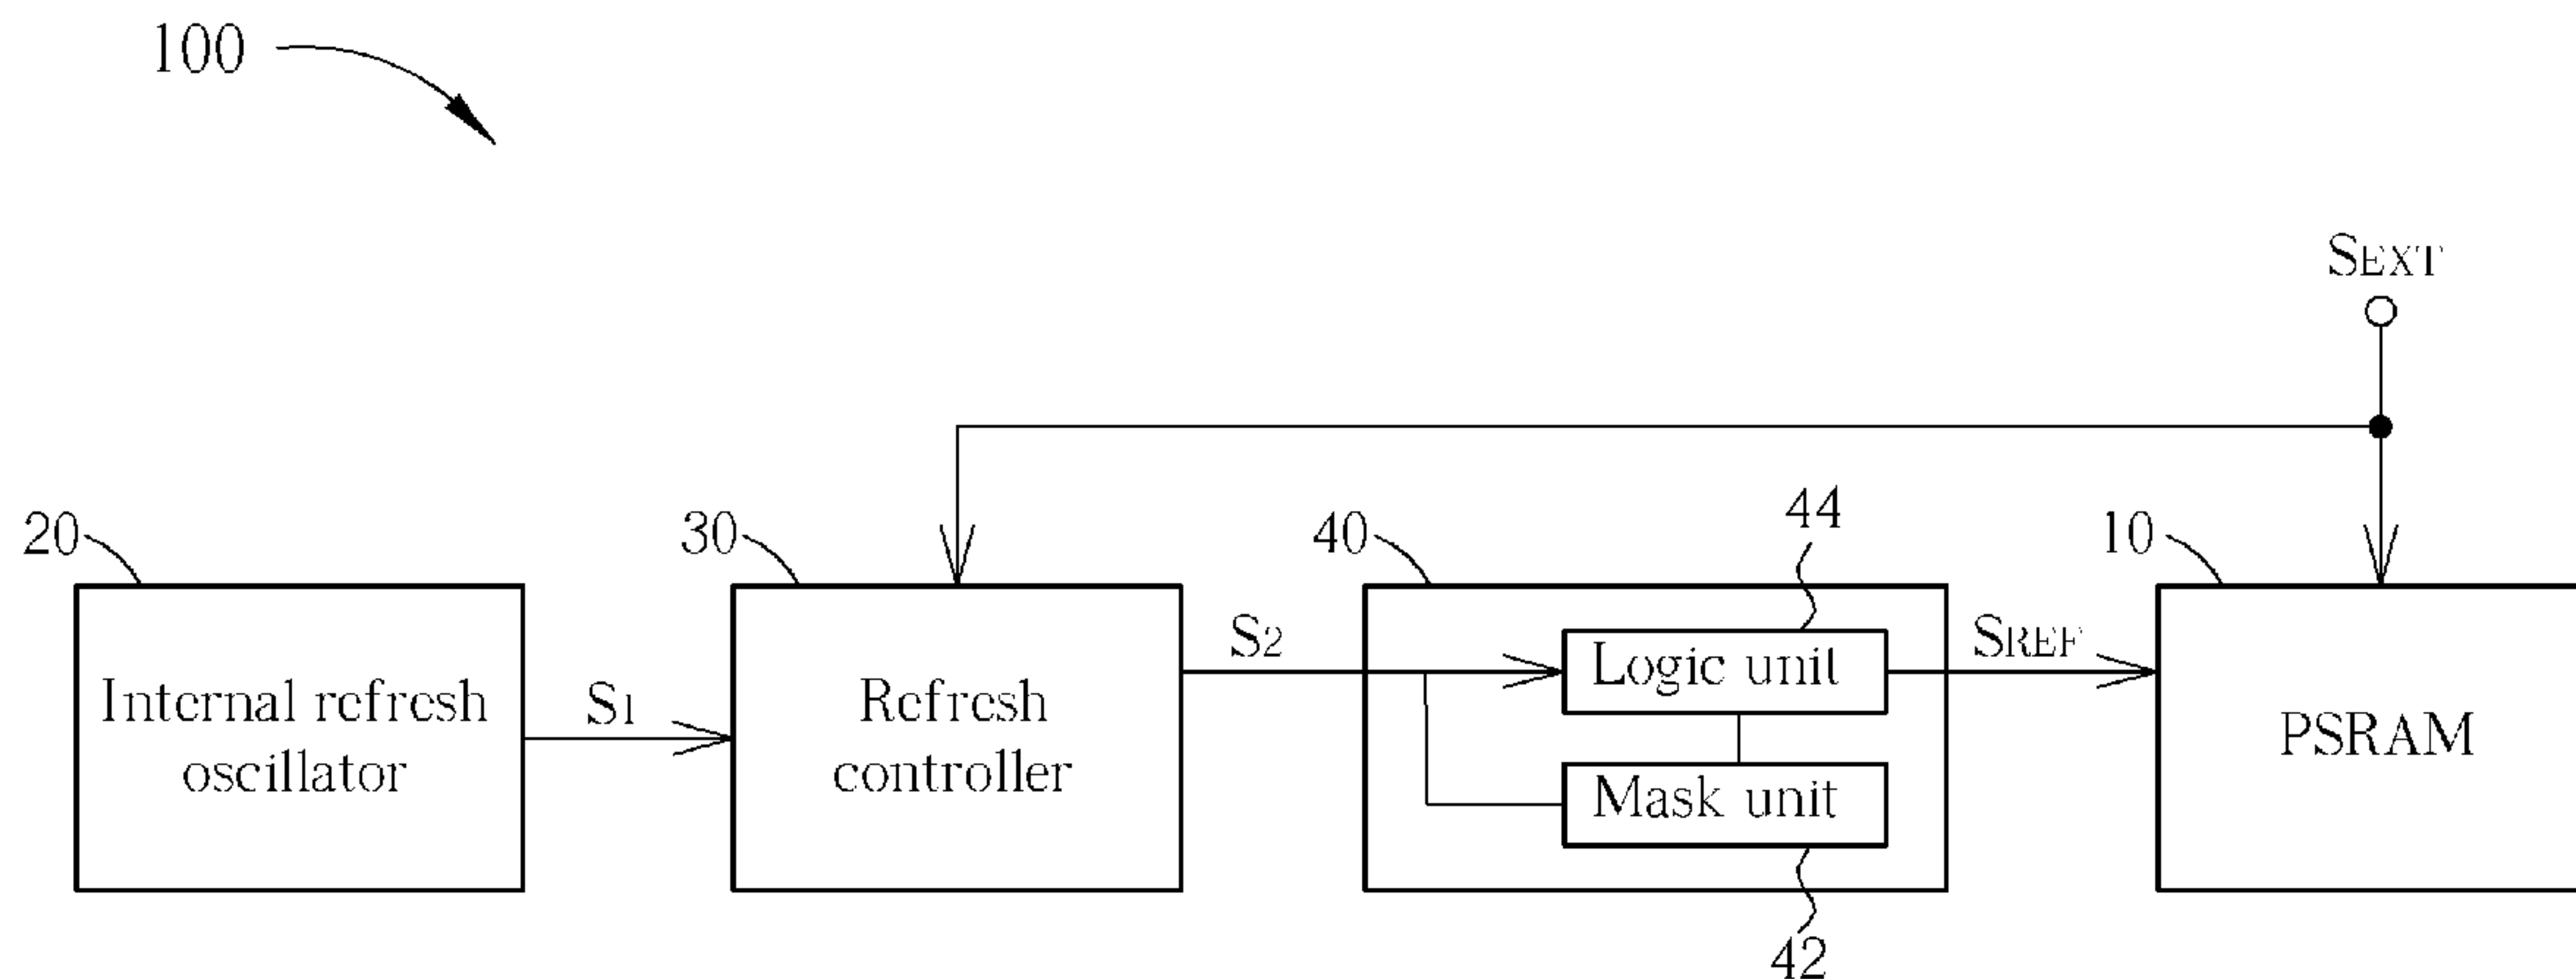 100
SEXT
20
30
40
44
10
Internal refresh
oscillator
S1
Refresh
controller
S2
Logic unit
Mask unit
SREF
PSRAM
42